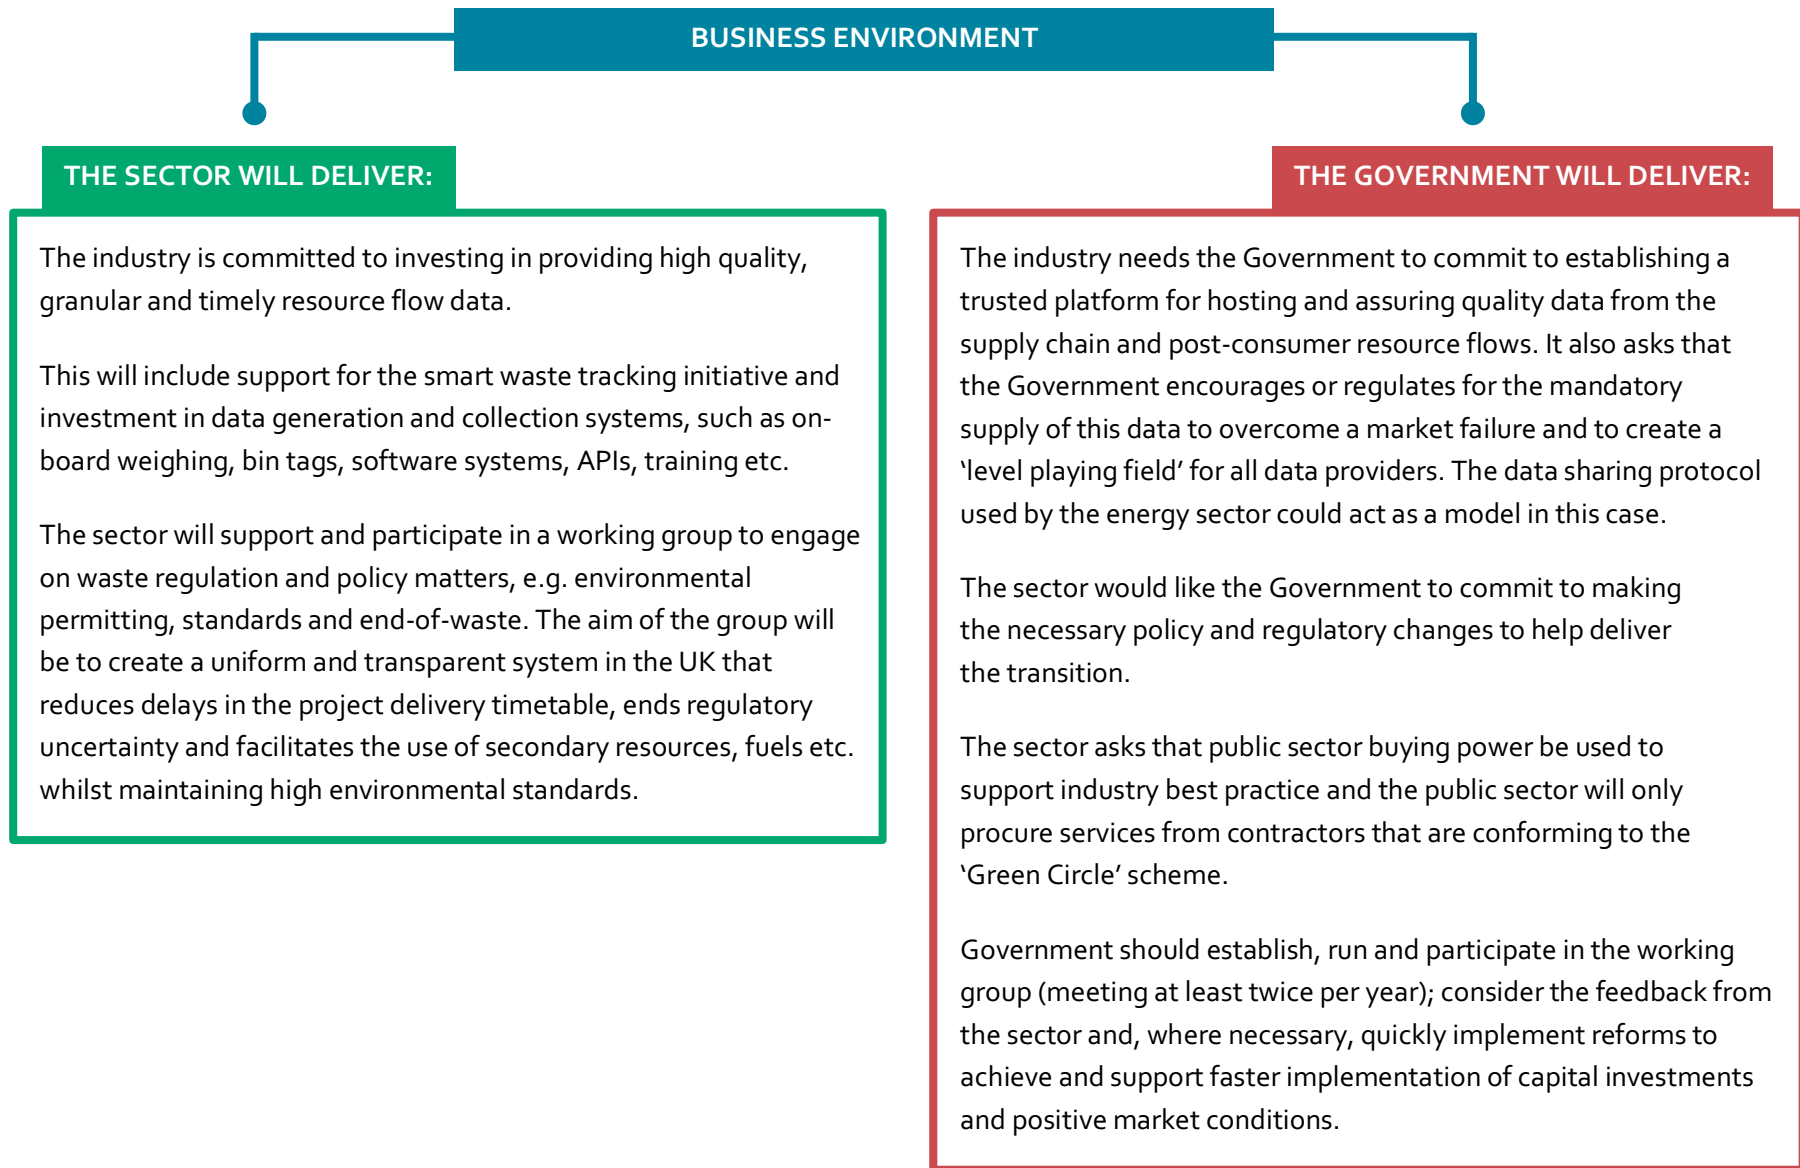 BUSINESS ENVIRONMENT
THE SECTOR WILL DELIVER:
The industry is committed to investing in providing high quality,
granular and timely resource flow data.
This will include support for the smart waste tracking initiative and
investment in data generation and collection systems, such as on-
board weighing, bin tags, software systems, APIs, training etc.
The sector will support and participate in a working group to engage
on waste regulation and policy matters, e.g. environmental
permitting, standards and end-of-waste. The aim of the group will
be to create a uniform and transparent system in the UK that
reduces delays in the project delivery timetable, ends regulatory
uncertainty and facilitates the use of secondary resources, fuels etc.
whilst maintaining high environmental standards.
THE GOVERNMENT WILL DELIVER:
The industry needs the Government to commit to establishing a
trusted platform for hosting and assuring quality data from the
supply chain and post-consumer resource flows. It also asks that
the Government encourages or regulates for the mandatory
supply of this data to overcome a market failure and to create a
‘level playing field’ for all data providers. The data sharing protocol
used by the energy sector could act as a model in this case.
The sector would like the Government to commit to making
the necessary policy and regulatory changes to help deliver
the transition.
The sector asks that public sector buying power be used to
support industry best practice and the public sector will only
procure services from contractors that are conforming to the
‘Green Circle’ scheme.
Government should establish, run and participate in the working
group (meeting at least twice per year); consider the feedback from
the sector and, where necessary, quickly implement reforms to
achieve and support faster implementation of capital investments
and positive market conditions.